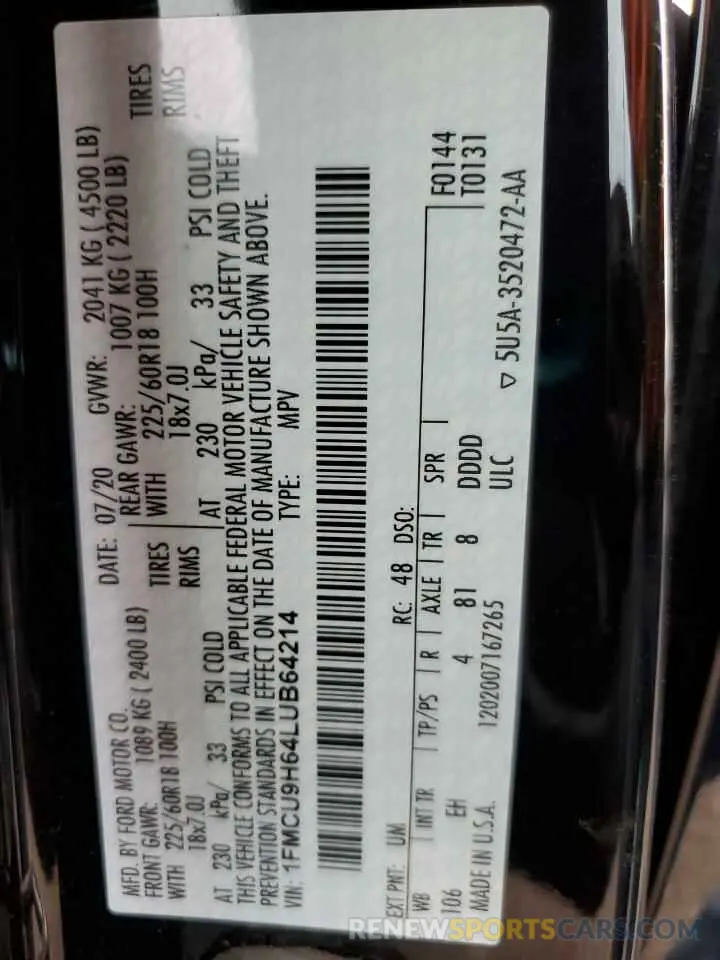 MFD. BY FORD MOTOR CO.
DATE: 07/20 GVWR: 2041 KG ( 4500 LB)
FRONT GAWR: 1089 KG ( 2400 LB) REAR GAWR: 1007 KG ( 2220 LB)
WITH 225/60R18 100H TIRES WITH 225/60R18 100H TIRES
18x7.0J RIMS 18x7.0J RIMS
AT 230 kPa/ 33 PSI COLD AT 230 kPa/ 33 PSI COLD
THIS VEHICLE CONFORMS TO ALL APPLICABLE FEDERAL MOTOR VEHICLE SAFETY AND THEFT
PREVENTION STANDARDS IN EFFECT ON THE DATE OF MANUFACTURE SHOWN ABOVE.
VIN: 1FMCU9H64LUB64214 TYPE: MPV
EXT PNT: UM RC: 48 DSO:
WB INT TR TP/PS R AXLE TR SPR F0144
106 EH 4 81 8 DDDD T0131
MADE IN U.S.A. 1202007167265 ULC ▽ 5U5A-3520472-AA
RENEWSPORTSCARS.COM